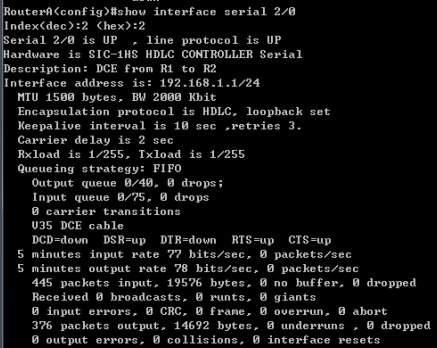 RouterA(config)#show interface serial 2/0
Index(dec):2 (hex):2
Serial 2/0 is UP , line protocol is UP
Hardware is SIC-1HS HDLC CONTROLLER Serial
Description: DCE from R1 to R2
Interface address is: 192.168.1.1/24
MTU 1500 bytes, BW 2000 Kbit
Encapsulation protocol is HDLC, loopback set
Keepalive interval is 10 sec ,retries 3.
Carrier delay is 2 sec
Rxload is 1/255, Txload is 1/255
Queueing strategy: FIFO
Output queue 0/40, 0 drops;
Input queue 0/75, 0 drops
0 carrier transitions
V35 DCE cable
DCD=down DSR=up DTR=down RTS=up CTS=up
5 minutes input rate 77 bits/sec, 0 packets/sec
5 minutes output rate 78 bits/sec, 0 packets/sec
445 packets input, 19576 bytes, 0 no buffer, 0 dropped
Received 0 broadcasts, 0 runts, 0 giants
0 input errors, 0 CRC, 0 frame, 0 overrun, 0 abort
376 packets output, 14692 bytes, 0 underruns , 0 dropped
0 output errors, 0 collisions, 0 interface resets